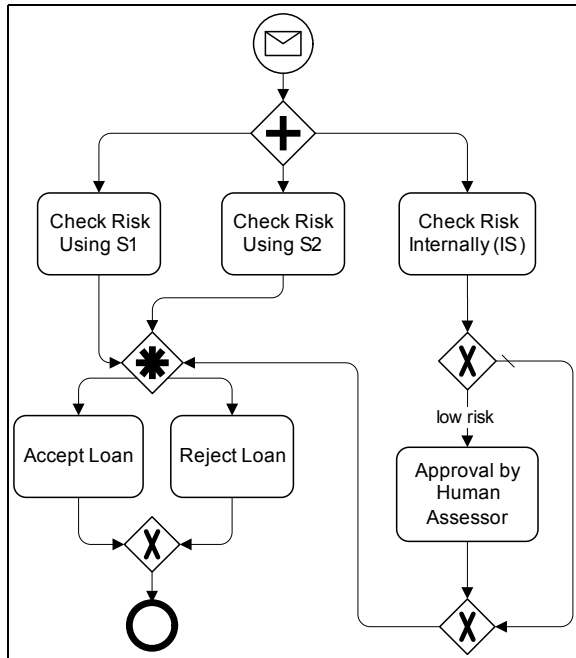 Check Risk
Using S1
Check Risk
Using S2
Check Risk
Internally (IS)
low risk
Accept Loan
Reject Loan
Approval by
Human
Assessor